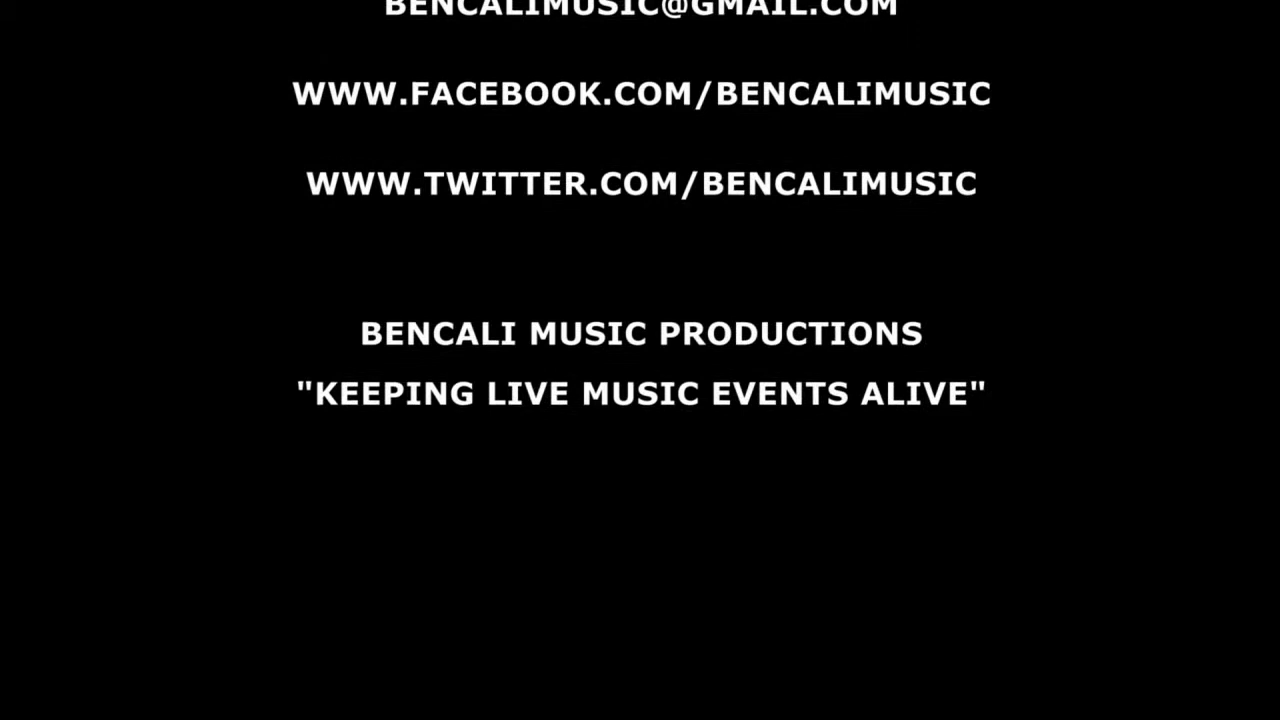 BENCALIMUSIC@GMAIL.COM
WWW.FACEBOOK.COM/BENCALIMUSIC
WWW.TWITTER.COM/BENCALIMUSIC
BENCALI MUSIC PRODUCTIONS
"KEEPING LIVE MUSIC EVENTS ALIVE"